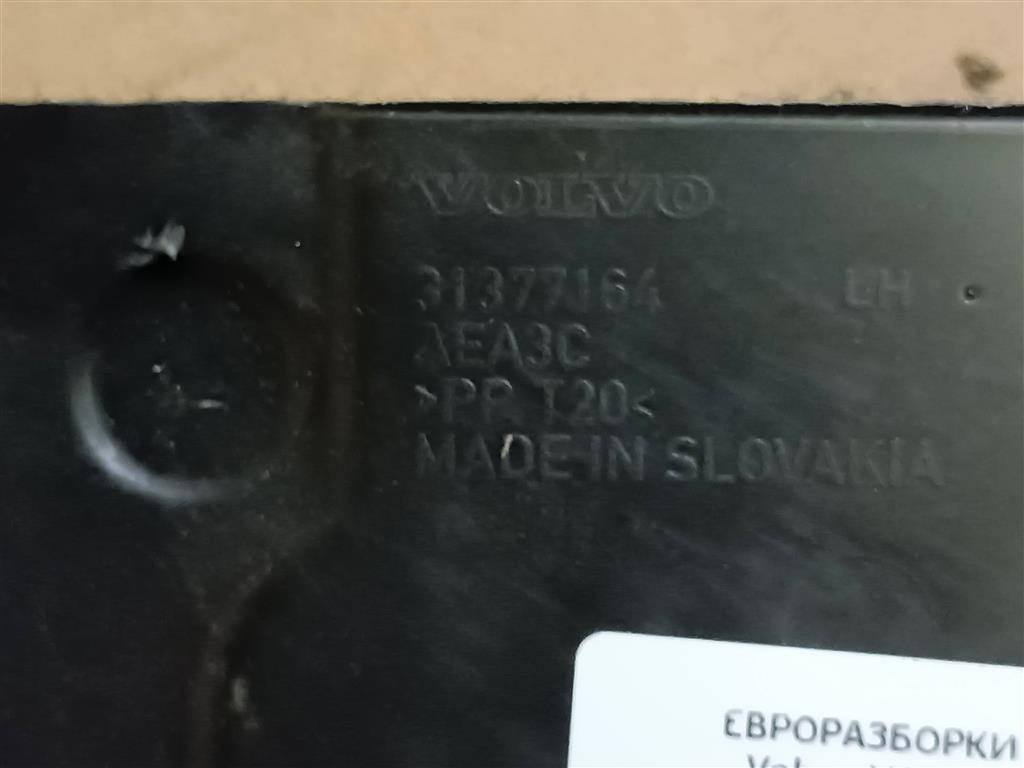 VOLVO
31377164 LH
AEA3C
>PP T20<
MADE IN SLOVAKIA
ЕВРОРАЗБОРКИ